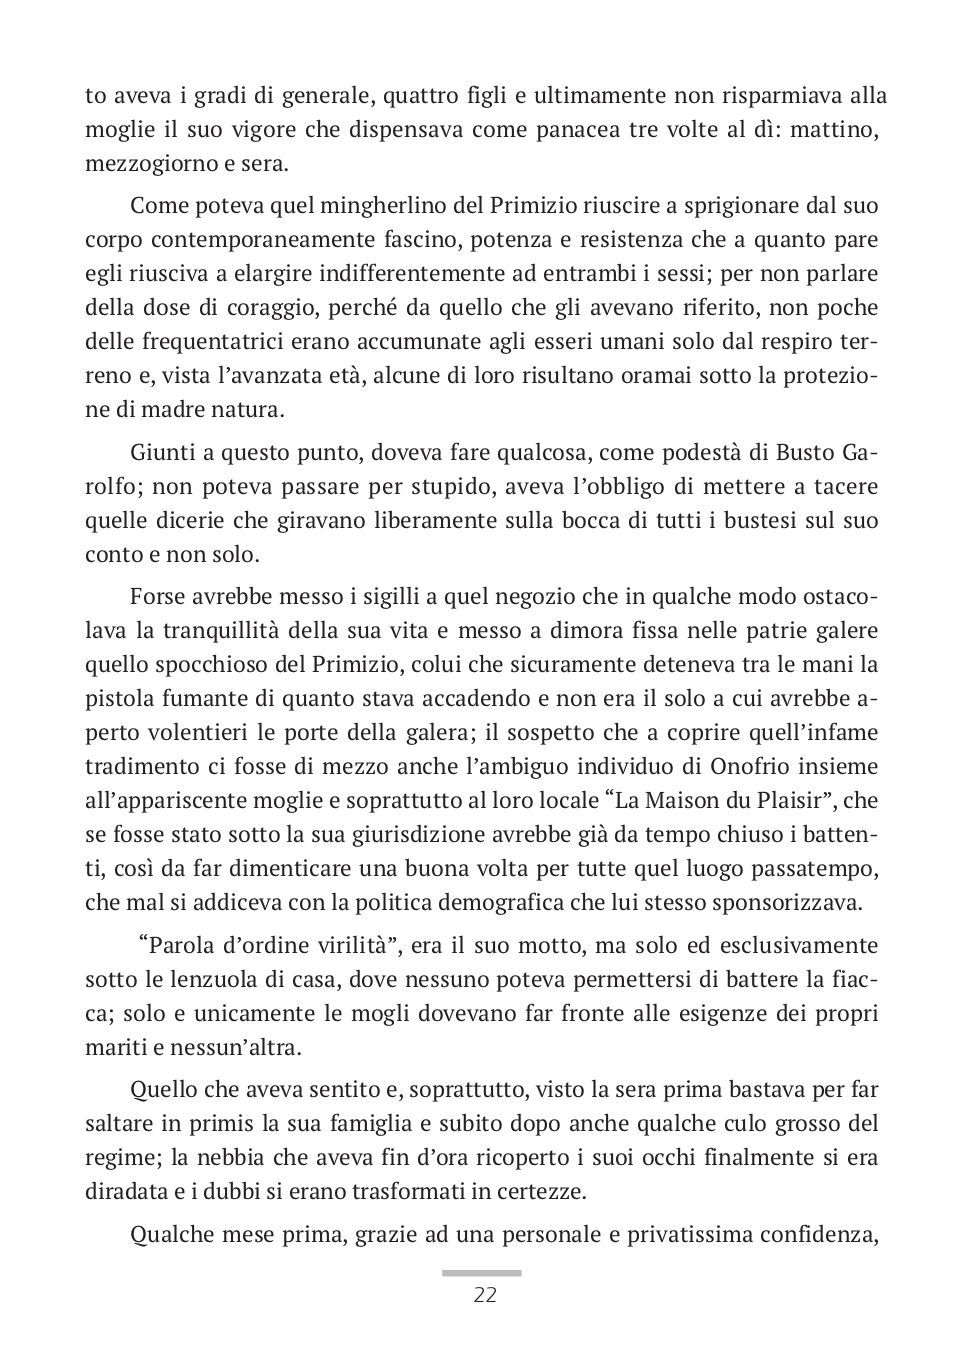 to aveva i gradi di generale, quattro figli e ultimamente non risparmiava alla
moglie il suo vigore che dispensava come panacea tre volte al dì: mattino,
mezzogiorno e sera.
Come poteva quel mingherlino del Primizio riuscire a sprigionare dal suo
corpo contemporaneamente fascino, potenza e resistenza che a quanto pare
egli riusciva a elargire indifferentemente ad entrambi i sessi; per non parlare
della dose di coraggio, perché da quello che gli avevano riferito, non poche
delle frequentatrici erano accumunate agli esseri umani solo dal respiro ter-
reno e, vista l’avanzata età, alcune di loro risultano oramai sotto la protezio-
ne di madre natura.
Giunti a questo punto, doveva fare qualcosa, come podestà di Busto Ga-
rolfo; non poteva passare per stupido, aveva l’obbligo di mettere a tacere
quelle dicerie che giravano liberamente sulla bocca di tutti i bustesi sul suo
conto e non solo.
Forse avrebbe messo i sigilli a quel negozio che in qualche modo ostaco-
lava la tranquillità della sua vita e messo a dimora fissa nelle patrie galere
quello spocchioso del Primizio, colui che sicuramente deteneva tra le mani la
pistola fumante di quanto stava accadendo e non era il solo a cui avrebbe a-
perto volentieri le porte della galera; il sospetto che a coprire quell’infame
tradimento ci fosse di mezzo anche l’ambiguo individuo di Onofrio insieme
all’appariscente moglie e soprattutto al loro locale “La Maison du Plaisir”, che
se fosse stato sotto la sua giurisdizione avrebbe già da tempo chiuso i batten-
ti, così da far dimenticare una buona volta per tutte quel luogo passatempo,
che mal si addiceva con la politica demografica che lui stesso sponsorizzava.
“Parola d’ordine virilità”, era il suo motto, ma solo ed esclusivamente
sotto le lenzuola di casa, dove nessuno poteva permettersi di battere la fiac-
ca; solo e unicamente le mogli dovevano far fronte alle esigenze dei propri
mariti e nessun’altra.
Quello che aveva sentito e, soprattutto, visto la sera prima bastava per far
saltare in primis la sua famiglia e subito dopo anche qualche culo grosso del
regime; la nebbia che aveva fin d’ora ricoperto i suoi occhi finalmente si era
diradata e i dubbi si erano trasformati in certezze.
Qualche mese prima, grazie ad una personale e privatissima confidenza,
22